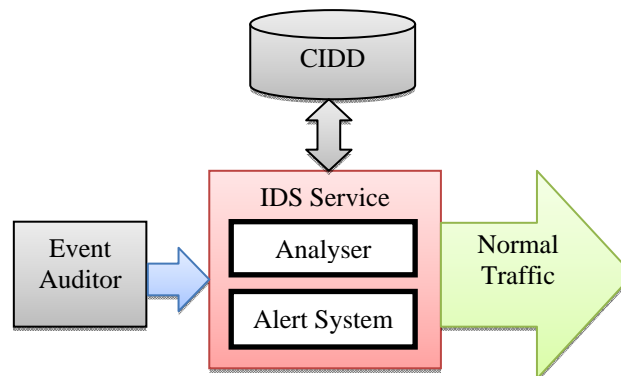 CIDD
IDS Service
Analyser
Alert System
Event
Auditor
Normal
Traffic